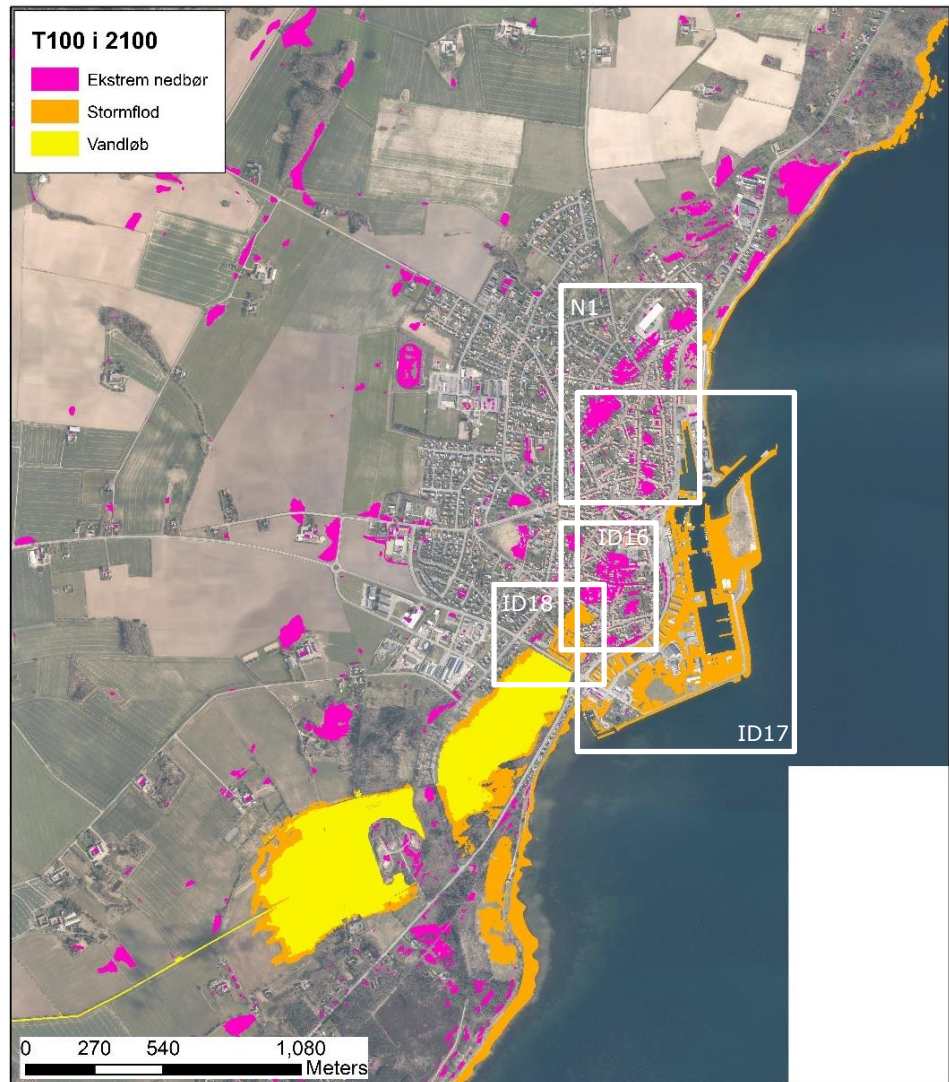 T100 i 2100
Ekstrem nedbør
Stormflod
Vandløb
N1
ID16
ID18
ID17
0 270 540 1,080
Meters